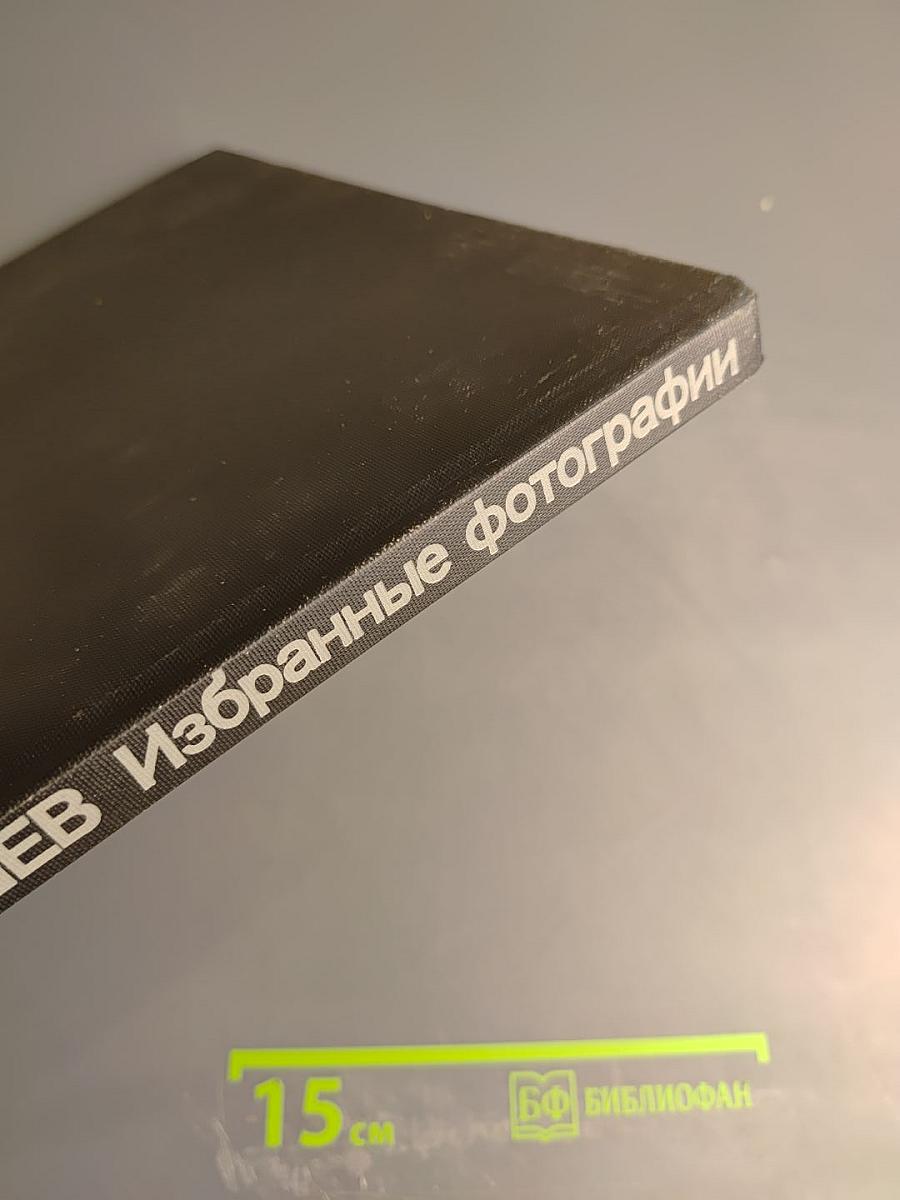 ЕВ Избранные фотографии
15 см
БФ БИБЛИОФАН